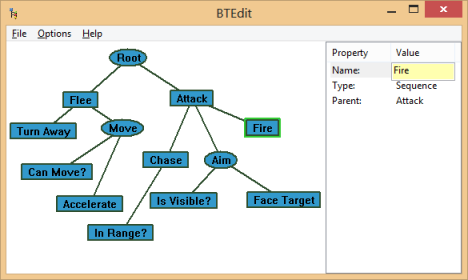 BTEdit
File Options Help
Root
Flee
Attack
Turn Away
Move
Fire
Can Move?
Chase
Aim
Accelerate
Is Visible?
Face Target
In Range?
Property Value
Name: Fire
Type: Sequence
Parent: Attack